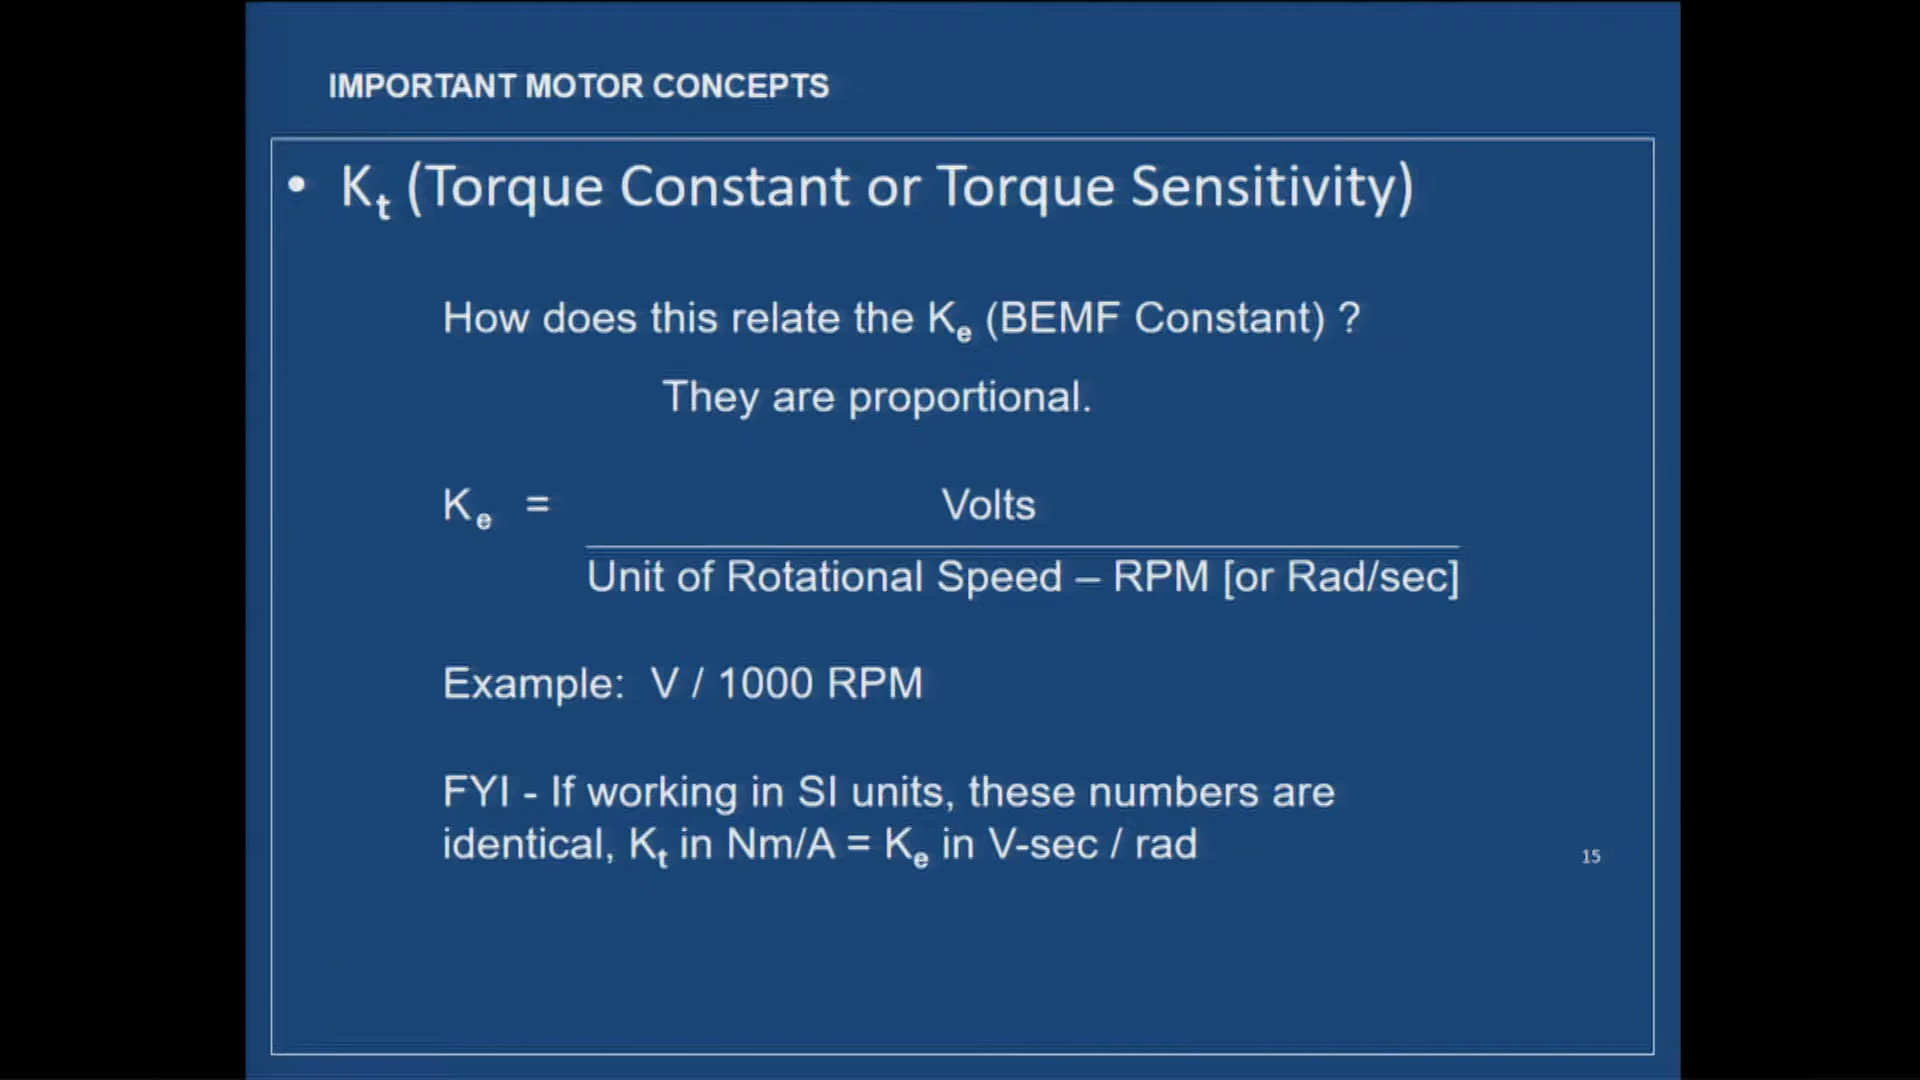 IMPORTANT MOTOR CONCEPTS
• Kt (Torque Constant or Torque Sensitivity)
How does this relate the Ke (BEMF Constant) ?
They are proportional.
Ke = Volts
Unit of Rotational Speed – RPM [or Rad/sec]
Example: V / 1000 RPM
FYI - If working in SI units, these numbers are
identical, Kt in Nm/A = Ke in V-sec / rad
15